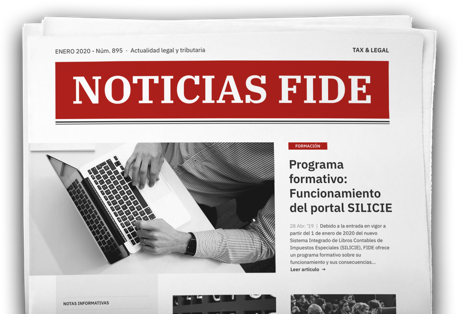 ENERO 2020 - Núm. 895 - Actualidad legal y tributaria
TAX & LEGAL
NOTICIAS FIDE
FORMACIÓN
Programa
formativo:
Funcionamiento
del portal SILICIE
28 Abr '19 | Debido a la entrada en vigor a
partir del 1 de enero de 2020 del nuevo
Sistema Integrado de Libros Contables de
Impuestos Especiales (SILICIE), FIDE ofrece
un programa formativo sobre su
funcionamiento y sus consecuencias...
Leer artículo →
NOTAS INFORMATIVAS